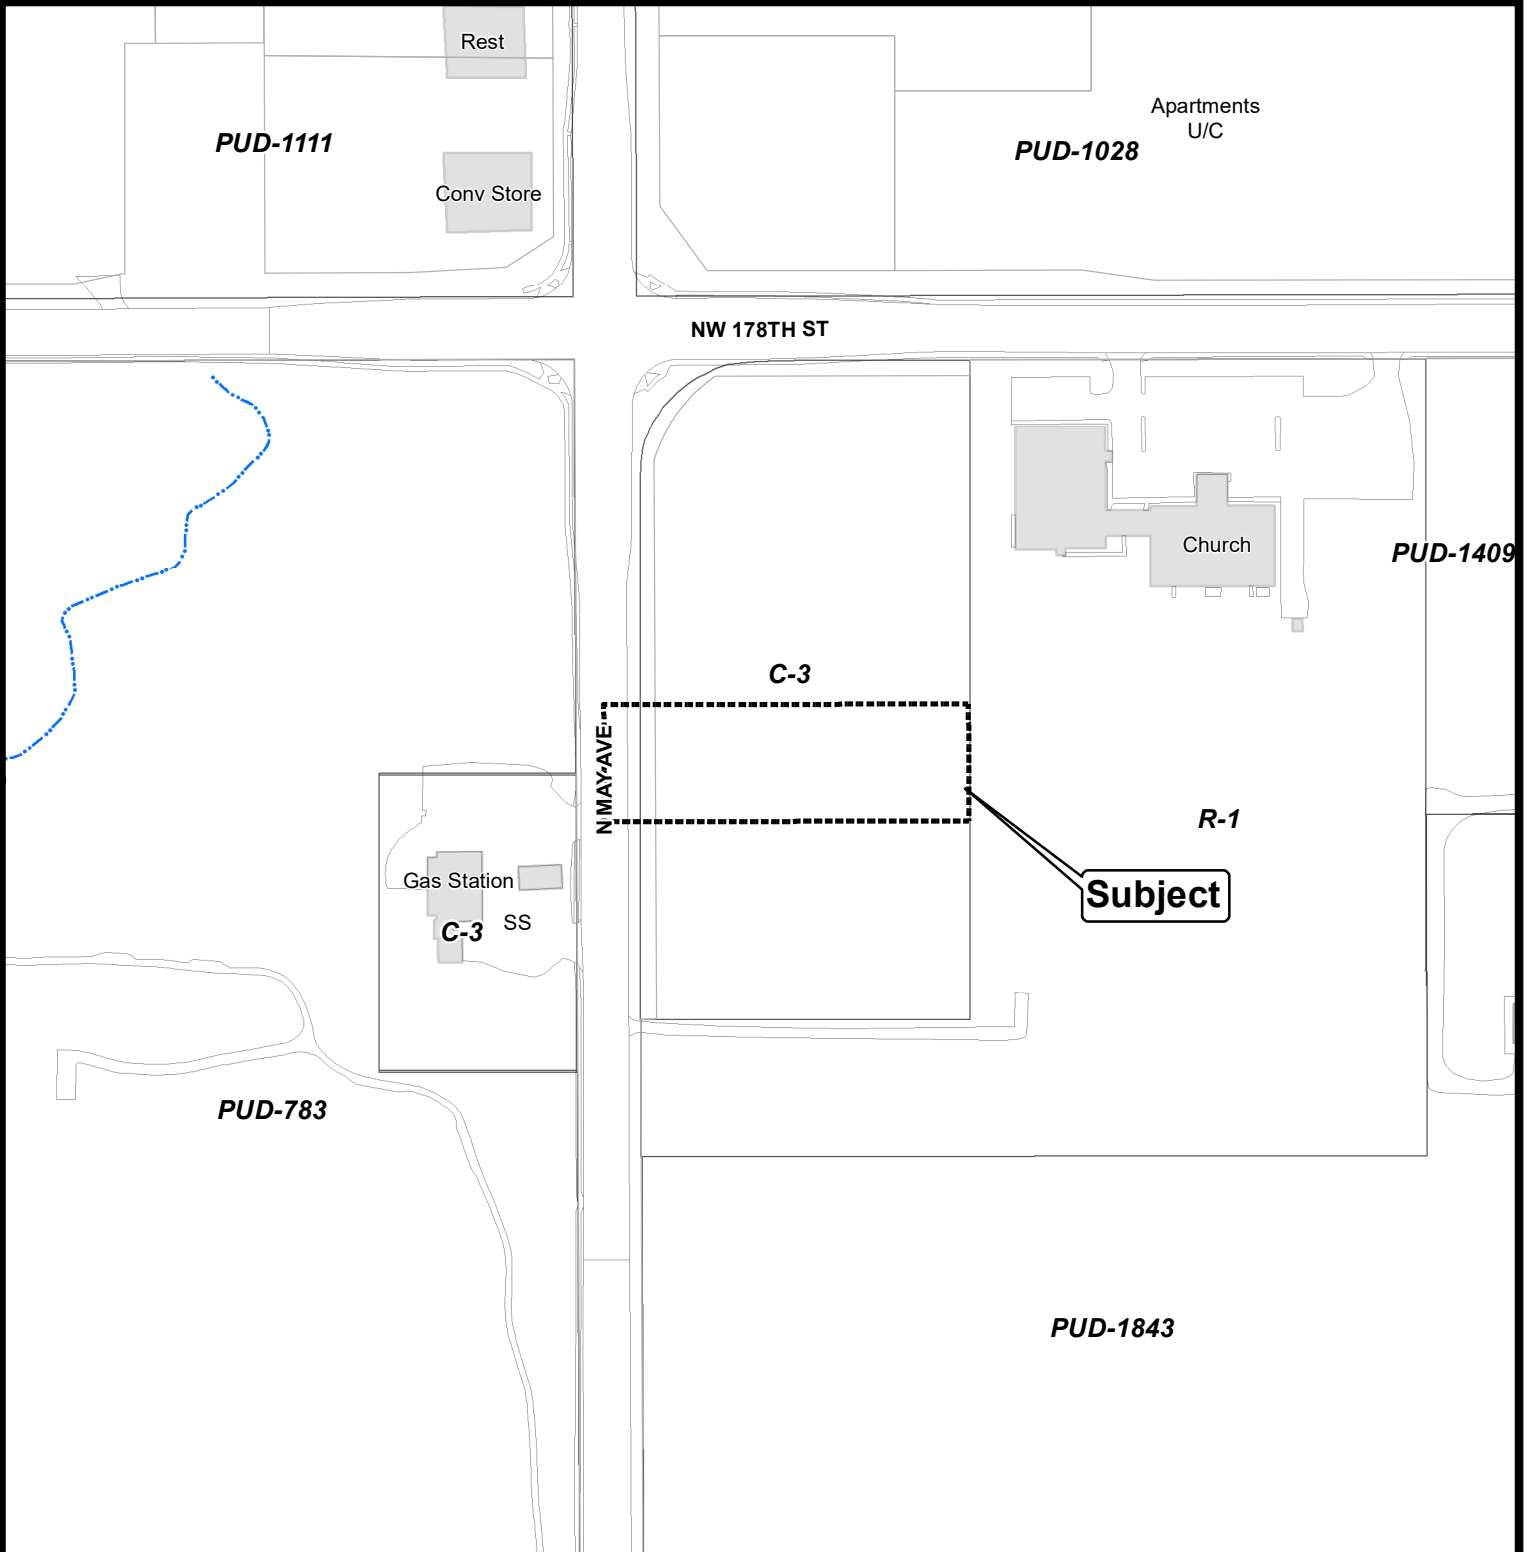 Rest
Apartments
U/C
PUD-1111
PUD-1028
Conv Store
NW 178TH ST
Church
PUD-1409
C-3
N MAY AVE
R-1
Gas Station
Subject
SS
C-3
PUD-783
PUD-1843